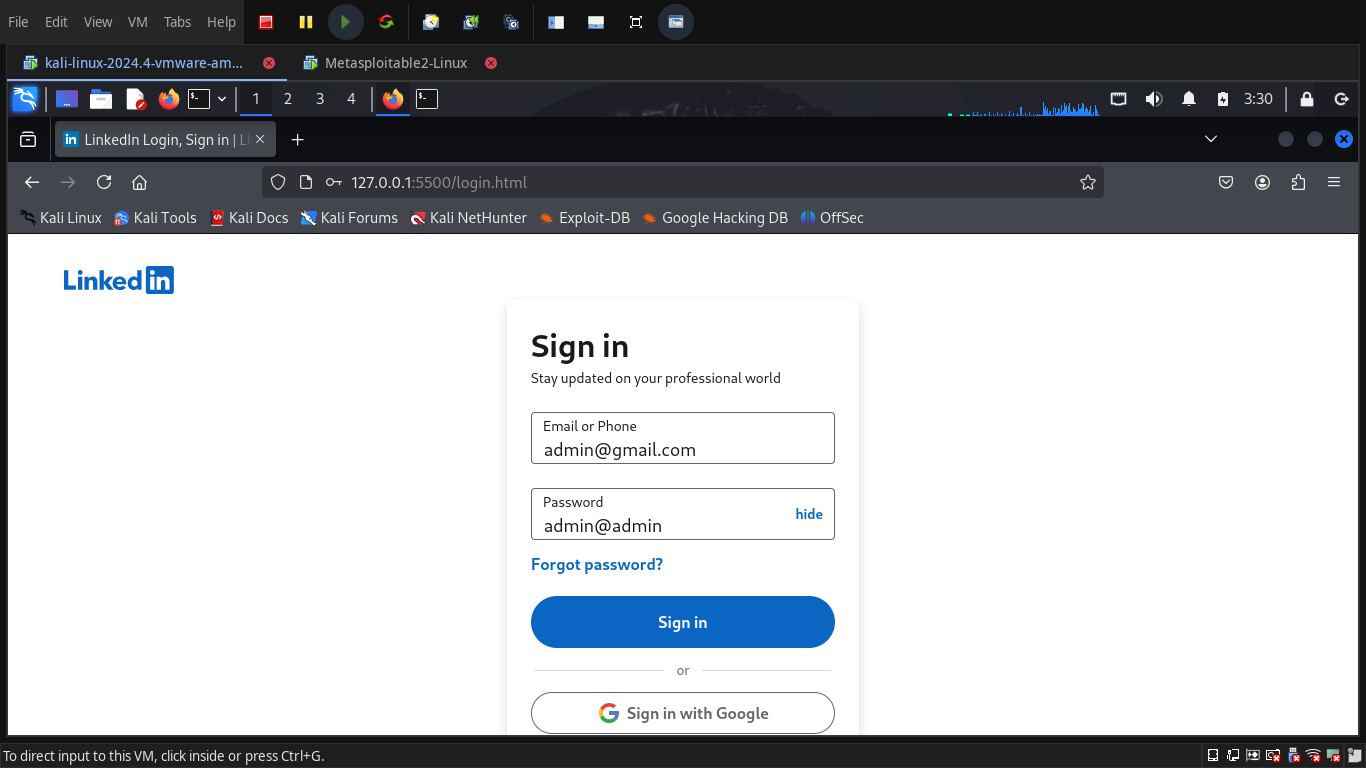 File Edit View VM Tabs Help
kali-linux-2024.4-vmware-am... Metasploitable2-Linux
1 2 3 4 3:30
LinkedIn Login, Sign in | Li
127.0.0.1:5500/login.html
Kali Linux Kali Tools Kali Docs Kali Forums Kali NetHunter Exploit-DB Google Hacking DB OffSec
Linkedin
Sign in
Stay updated on your professional world
Email or Phone
admin@gmail.com
Password
admin@admin hide
Forgot password?
Sign in
or
Sign in with Google
To direct input to this VM, click inside or press Ctrl+G.